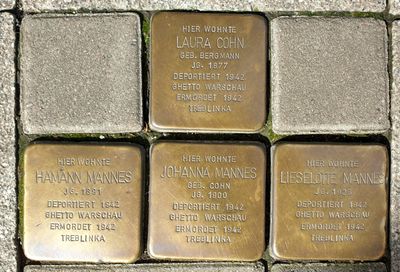 HIER WOHNTE
LAURA COHN
GEB. BERGMANN
JG. 1877
DEPORTIERT 1942
GHETTO WARSCHAU
ERMORDET 1942
TREBLINKA
HIER WOHNTE
HAMANN MANNES
JG. 1891
DEPORTIERT 1942
GHETTO WARSCHAU
ERMORDET 1942
TREBLINKA
HIER WOHNTE
JOHANNA MANNES
GEB. COHN
JG. 1900
DEPORTIERT 1942
GHETTO WARSCHAU
ERMORDET 1942
TREBLINKA
HIER WOHNTE
LIESELOTTE MANNES
JG. 1925
DEPORTIERT 1942
GHETTO WARSCHAU
ERMORDET 1942
TREBLINKA